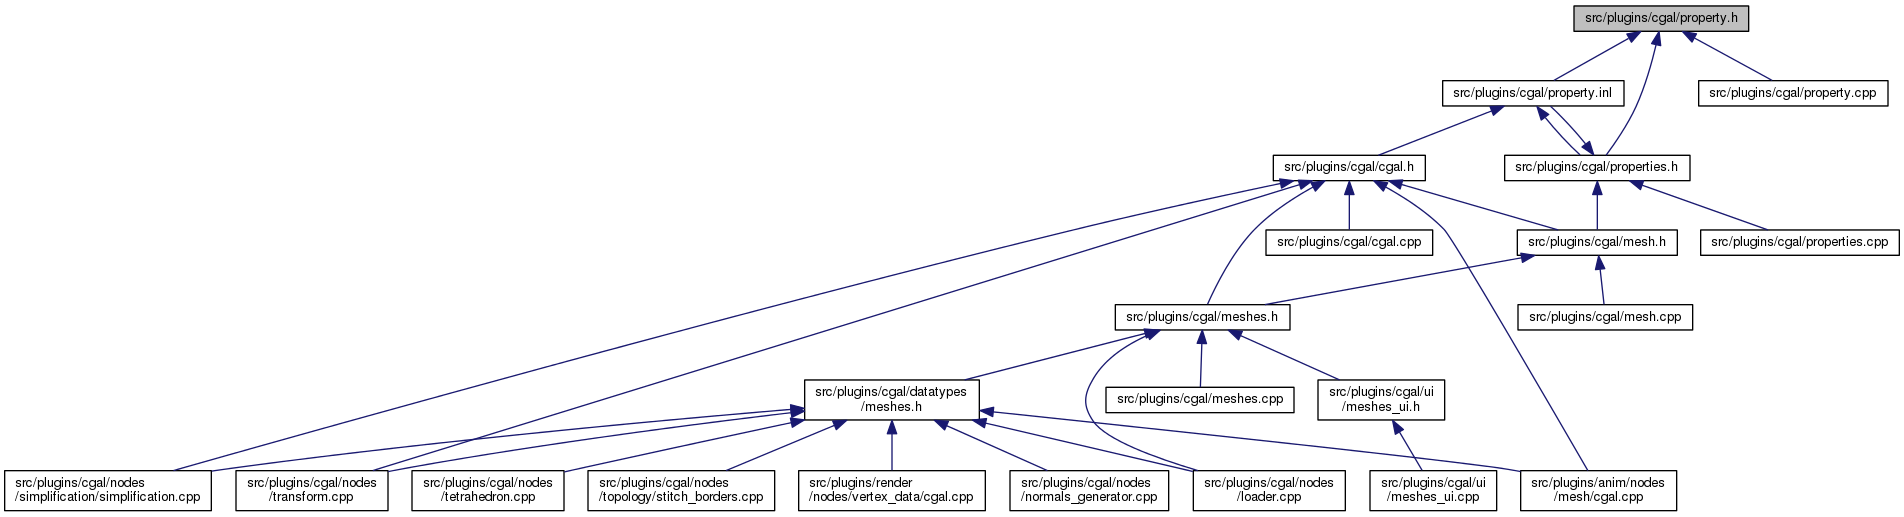 src/plugins/cgal/property.h
src/plugins/cgal/property.inl
src/plugins/cgal/property.cpp
src/plugins/cgal/cgal.h
src/plugins/cgal/properties.h
src/plugins/cgal/cgal.cpp
src/plugins/cgal/mesh.h
src/plugins/cgal/properties.cpp
src/plugins/cgal/meshes.h
src/plugins/cgal/mesh.cpp
src/plugins/cgal/datatypes
/meshes.h
src/plugins/cgal/meshes.cpp
src/plugins/cgal/ui
/meshes_ui.h
src/plugins/cgal/nodes
/simplification/simplification.cpp
src/plugins/cgal/nodes
/transform.cpp
src/plugins/cgal/nodes
/tetrahedron.cpp
src/plugins/cgal/nodes
/topology/stitch_borders.cpp
src/plugins/render
/nodes/vertex_data/cgal.cpp
src/plugins/cgal/nodes
/normals_generator.cpp
src/plugins/cgal/nodes
/loader.cpp
src/plugins/cgal/ui
/meshes_ui.cpp
src/plugins/anim/nodes
/mesh/cgal.cpp